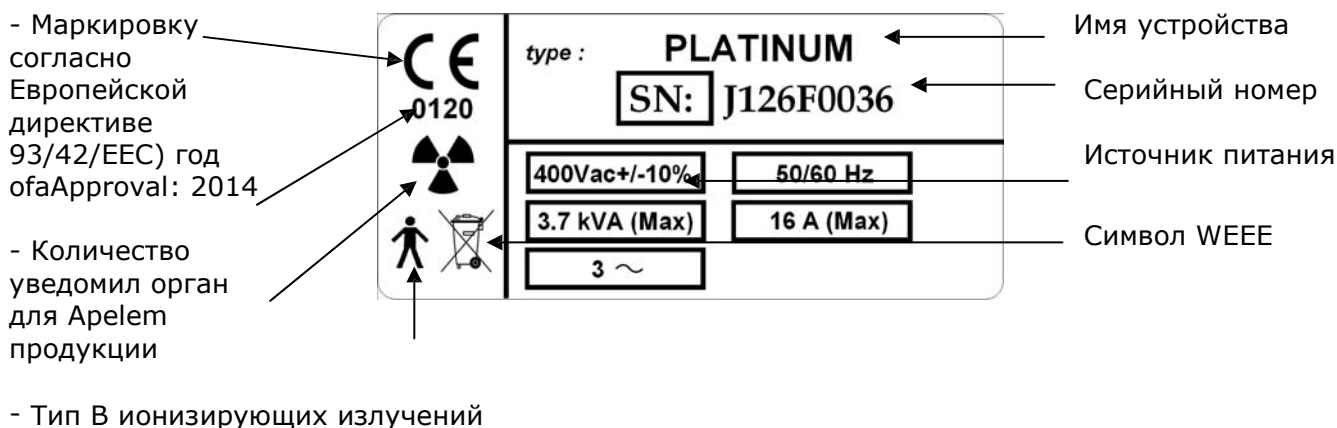 - Маркировку
согласно
Европейской
директиве
93/42/EEC) год
ofaApproval: 2014
- Количество
уведомил орган
для Apelem
продукции
- Тип B ионизирующих излучений
CE
0120
type : PLATINUM
SN: J126F0036
400Vac+/-10% 50/60 Hz
3.7 kVA (Max) 16 A (Max)
3 ~
Имя устройства
Серийный номер
Источник питания
Символ WEEE